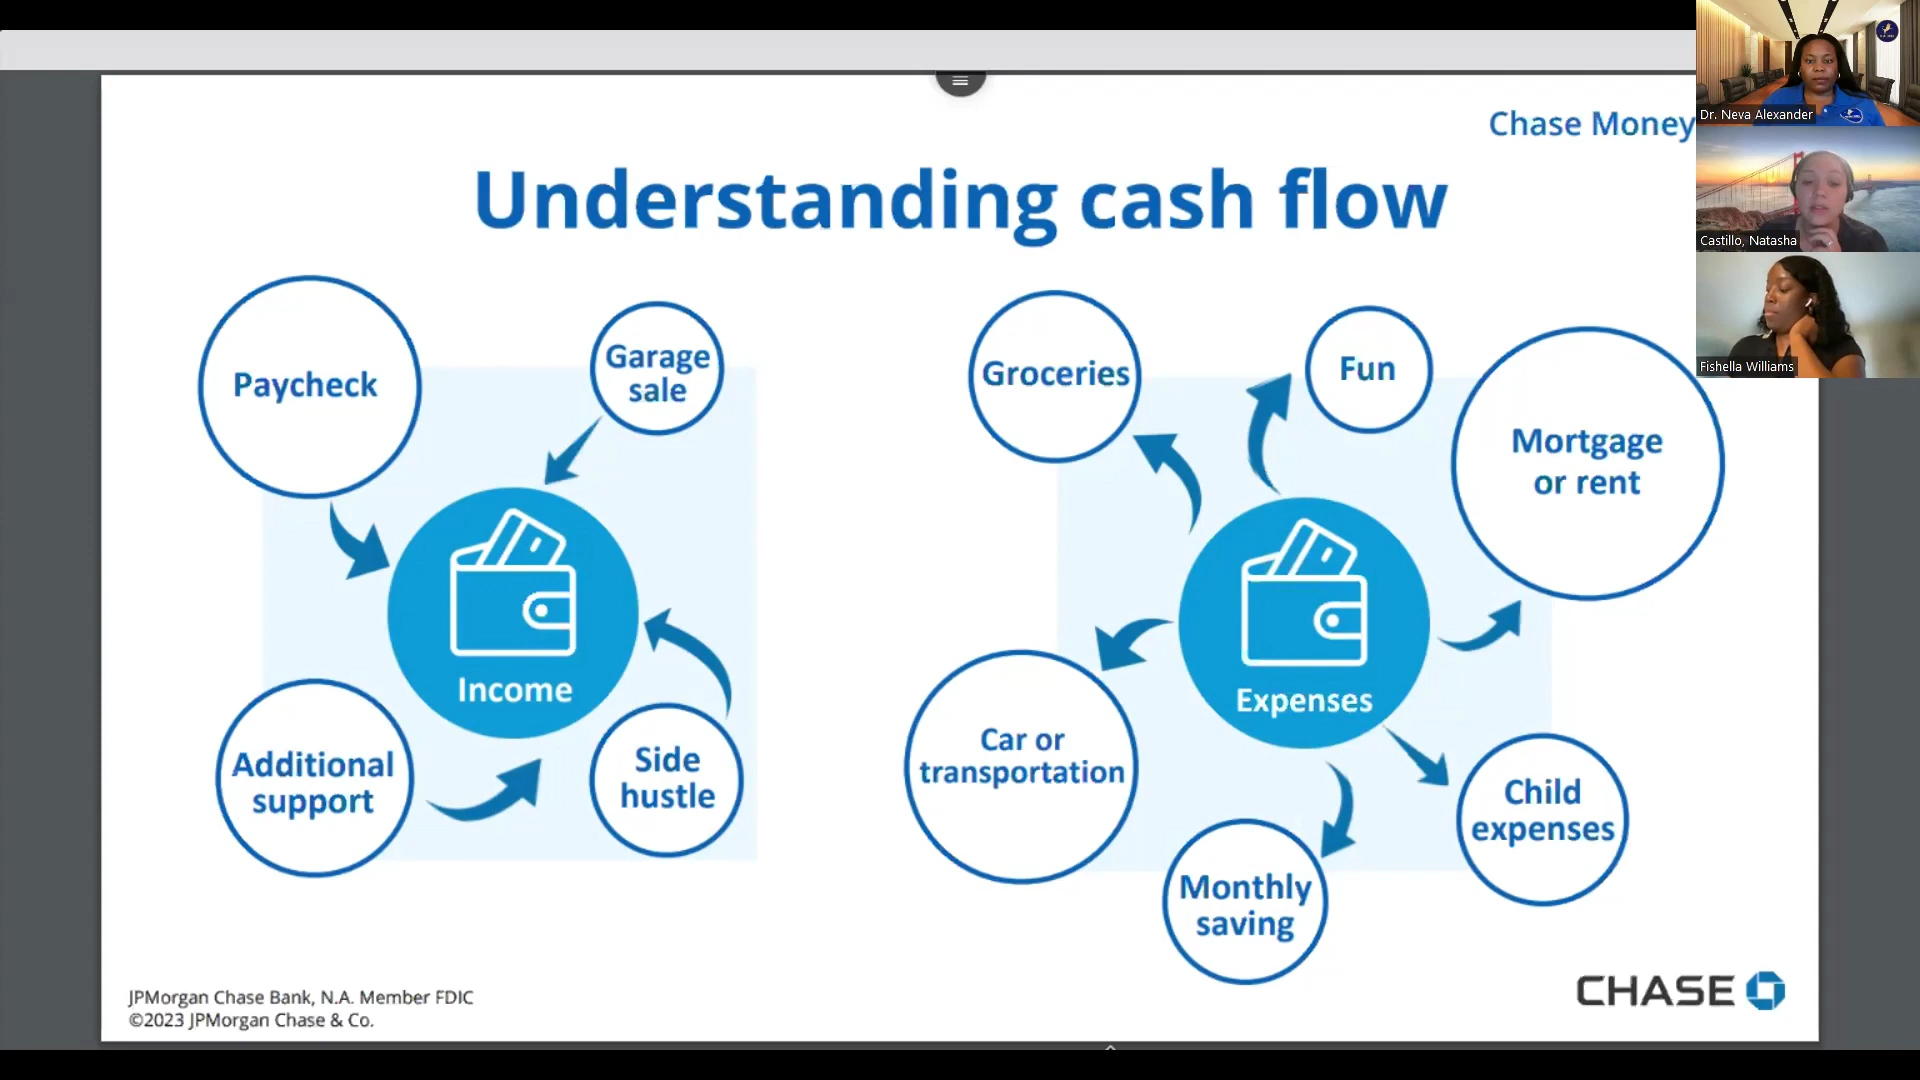 Chase Money
Understanding cash flow
Paycheck
Garage
sale
Income
Additional
support
Side
hustle
Groceries
Fun
Mortgage
or rent
Expenses
Car or
transportation
Child
expenses
Monthly
saving
JPMorgan Chase Bank, N.A. Member FDIC
©2023 JPMorgan Chase & Co.
CHASE
Dr. Neva Alexander
Castillo, Natasha
Fishella Williams